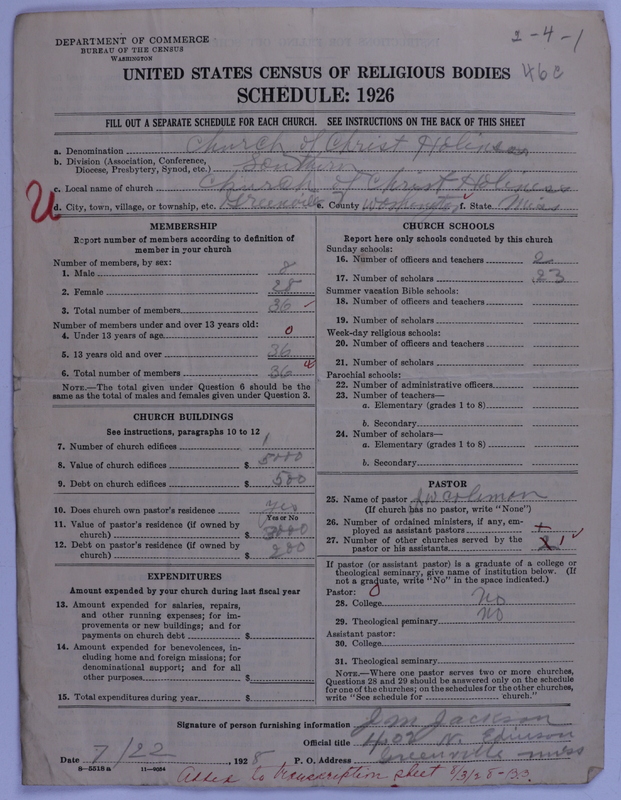 1-4-1
DEPARTMENT OF COMMERCE
BUREAU OF THE CENSUS
WASHINGTON
UNITED STATES CENSUS OF RELIGIOUS BODIES 46c
SCHEDULE: 1926
FILL OUT A SEPARATE SCHEDULE FOR EACH CHURCH. SEE INSTRUCTIONS ON THE BACK OF THIS SHEET
a. Denomination Church of Christ Holiness
b. Division (Association, Conference, Diocese, Presbytery, Synod, etc.) Southern
c. Local name of church Church of Christ Holiness
U
d. City, town, village, or township, etc. Greenville e. County Washington f. State Miss
MEMBERSHIP
Report number of members according to definition of
member in your church
Number of members, by sex:
1. Male 8
2. Female 28
3. Total number of members 36
Number of members under and over 13 years old:
4. Under 13 years of age 0
5. 13 years old and over 36
6. Total number of members 36
NOTE.—The total given under Question 6 should be the
same as the total of males and females given under Question 3.
CHURCH BUILDINGS
See instructions, paragraphs 10 to 12
7. Number of church edifices 1
8. Value of church edifices $ 5000
9. Debt on church edifices $ 500
10. Does church own pastor's residence yes
Yes or No
11. Value of pastor's residence (if owned by
church) $ 3000
12. Debt on pastor's residence (if owned by
church) $ 200
EXPENDITURES
Amount expended by your church during last fiscal year
13. Amount expended for salaries, repairs,
and other running expenses; for im-
provements or new buildings; and for
payments on church debt $
14. Amount expended for benevolences, in-
cluding home and foreign missions; for
denominational support; and for all
other purposes $
15. Total expenditures during year $
CHURCH SCHOOLS
Report here only schools conducted by this church
Sunday schools:
16. Number of officers and teachers 2
17. Number of scholars 23
Summer vacation Bible schools:
18. Number of officers and teachers
19. Number of scholars
Week-day religious schools:
20. Number of officers and teachers
21. Number of scholars
Parochial schools:
22. Number of administrative officers
23. Number of teachers—
a. Elementary (grades 1 to 8)
b. Secondary
24. Number of scholars—
a. Elementary (grades 1 to 8)
b. Secondary
PASTOR
25. Name of pastor J W Coleman
(If church has no pastor, write "None")
26. Number of ordained ministers, if any, em-
ployed as assistant pastors
27. Number of other churches served by the
pastor or his assistants 1
If pastor (or assistant pastor) is a graduate of a college or
theological seminary, give name of institution below. (If
not a graduate, write "No" in the space indicated.)
Pastor: 0
28. College No
29. Theological seminary No
Assistant pastor:
30. College
31. Theological seminary
NOTE.—Where one pastor serves two or more churches,
Questions 28 and 29 should be answered only on the schedule
for one of the churches; on the schedules for the other churches,
write "See schedule for church."
Signature of person furnishing information J M Jackson
Official title
N. Edison
Date 7/22, 1928 P. O. Address Greenville Miss
8-5518a 11-9084
Added to transcription sheet